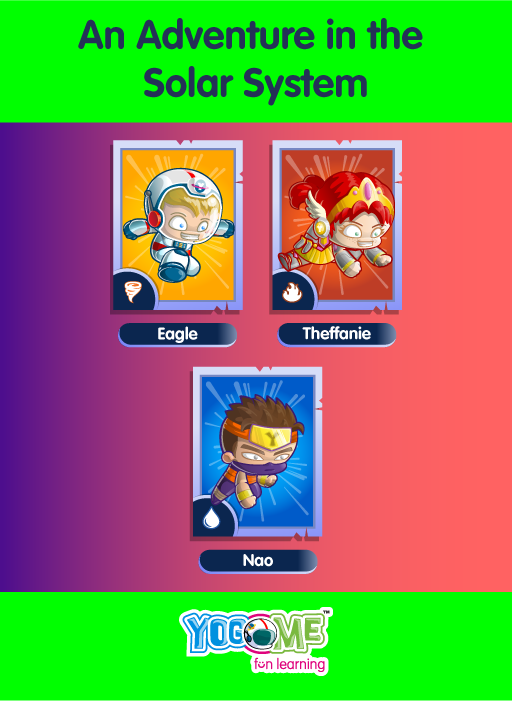 An Adventure in the
Solar System
Eagle
Theffanie
Y
Nao
YOGOME™
fun learning